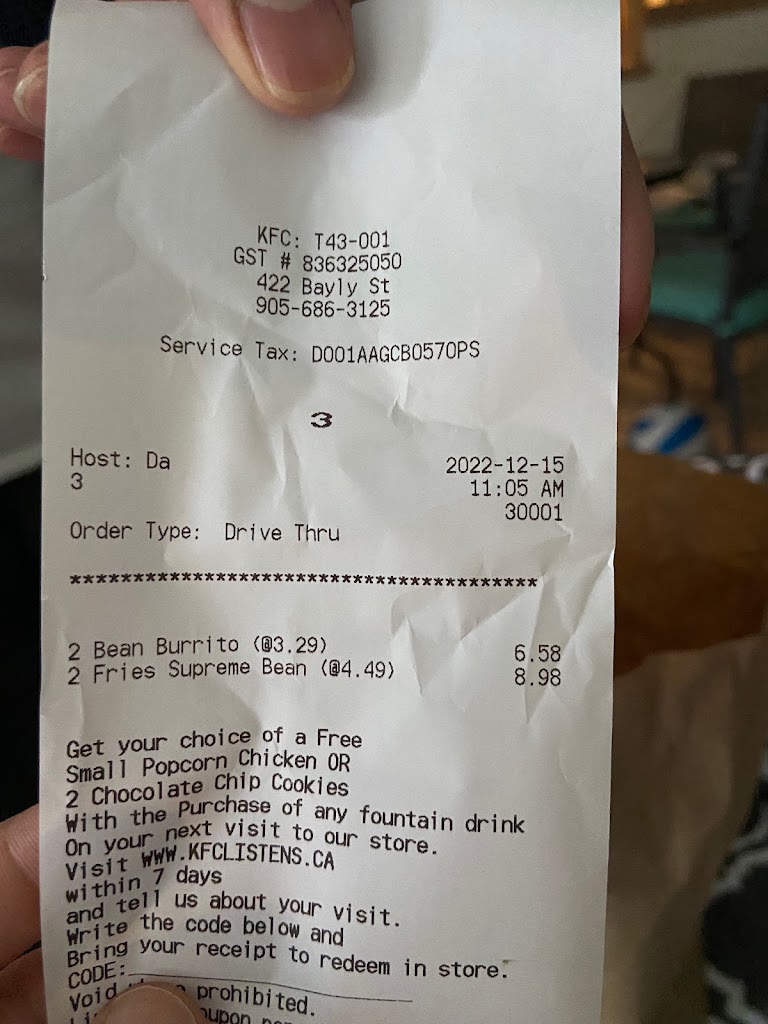 KFC: T43-001
GST # 836325050
422 Bayly St
905-686-3125
Service Tax: D001AAGCB0570PS
3
Host: Da 2022-12-15
3 11:05 AM
30001
Order Type: Drive Thru
*************************************
2 Bean Burrito (@3.29) 6.58
2 Fries Supreme Bean (@4.49) 8.98
Get your choice of a Free
Small Popcorn Chicken OR
2 Chocolate Chip Cookies
With the Purchase of any fountain drink
On your next visit to our store.
Visit WWW.KFCLISTENS.CA
within 7 days
and tell us about your visit.
Write the code below and
Bring your receipt to redeem in store.
CODE:
Void prohibited.